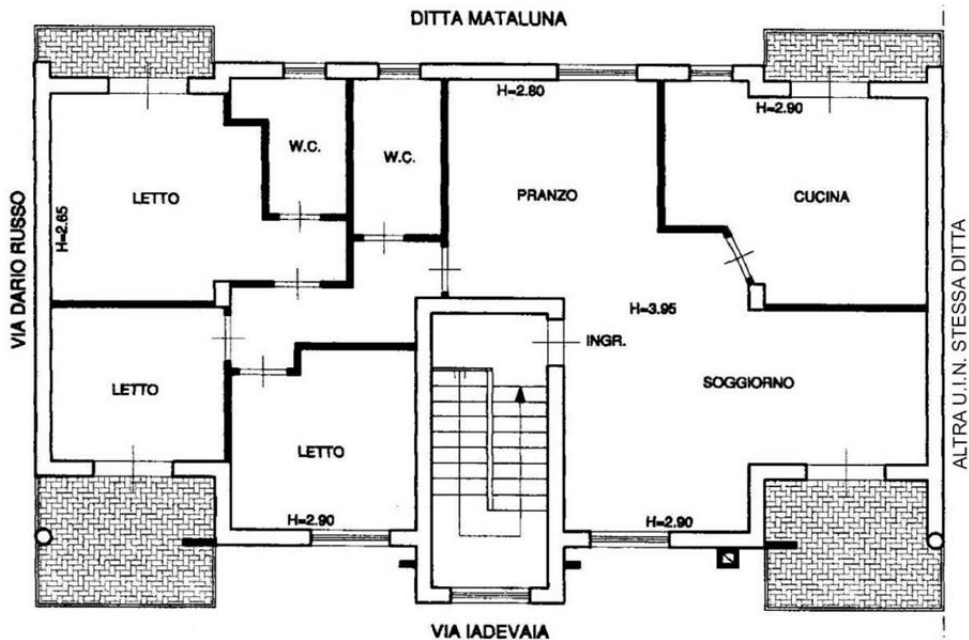 DITTA MATALUNA
H=2.80
H=2.90
W.C.
W.C.
LETTO
PRANZO
CUCINA
H=2.65
VIA DARIO RUSSO
H=3.95
INGR.
ALTRA U.I.N. STESSA DITTA
LETTO
SOGGIORNO
LETTO
H=2.90
H=2.90
VIA IADEVAIA